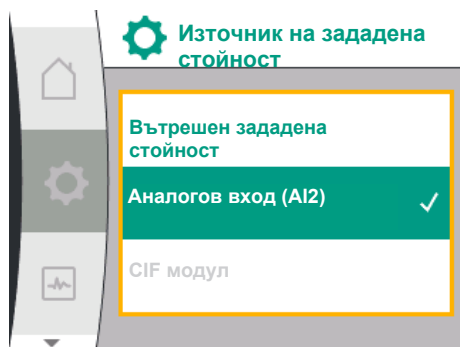 Източник на зададена
стойност
Вътрешен зададена
стойност
Аналогов вход (AI2)
CIF модул